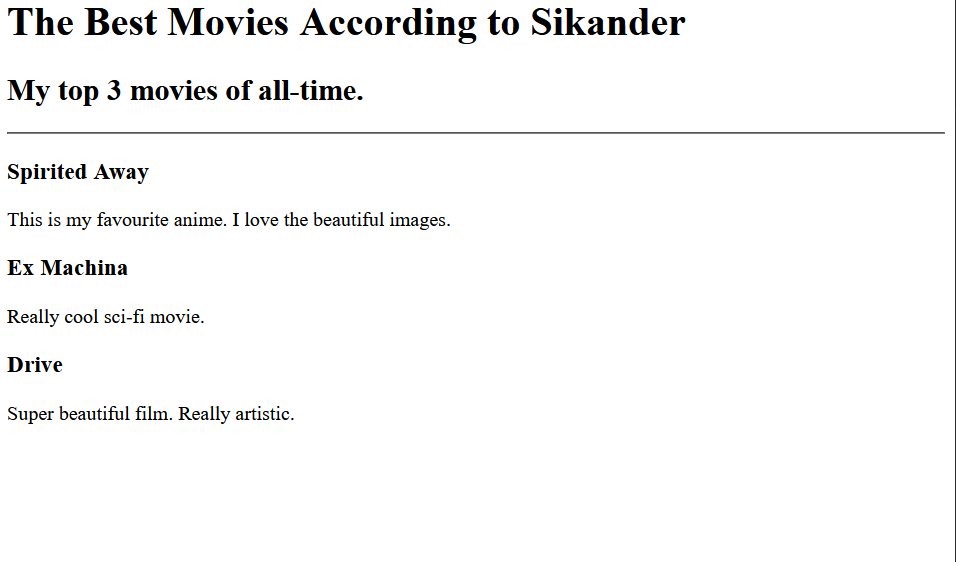 The Best Movies According to Sikander
My top 3 movies of all-time.
Spirited Away
This is my favourite anime. I love the beautiful images.
Ex Machina
Really cool sci-fi movie.
Drive
Super beautiful film. Really artistic.